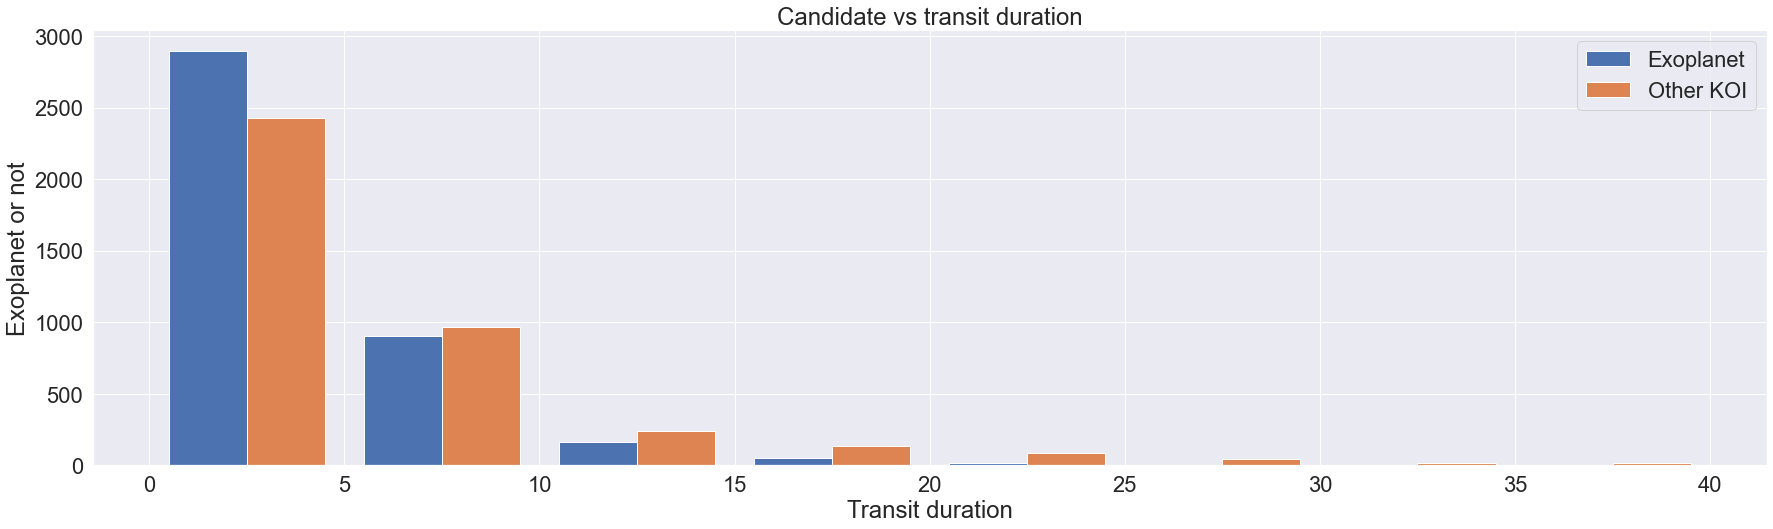 Candidate vs transit duration
Exoplanet
Other KOI
Exoplanet or not
3000
2500
2000
1500
1000
500
0
0 5 10 15 20 25 30 35 40
Transit duration